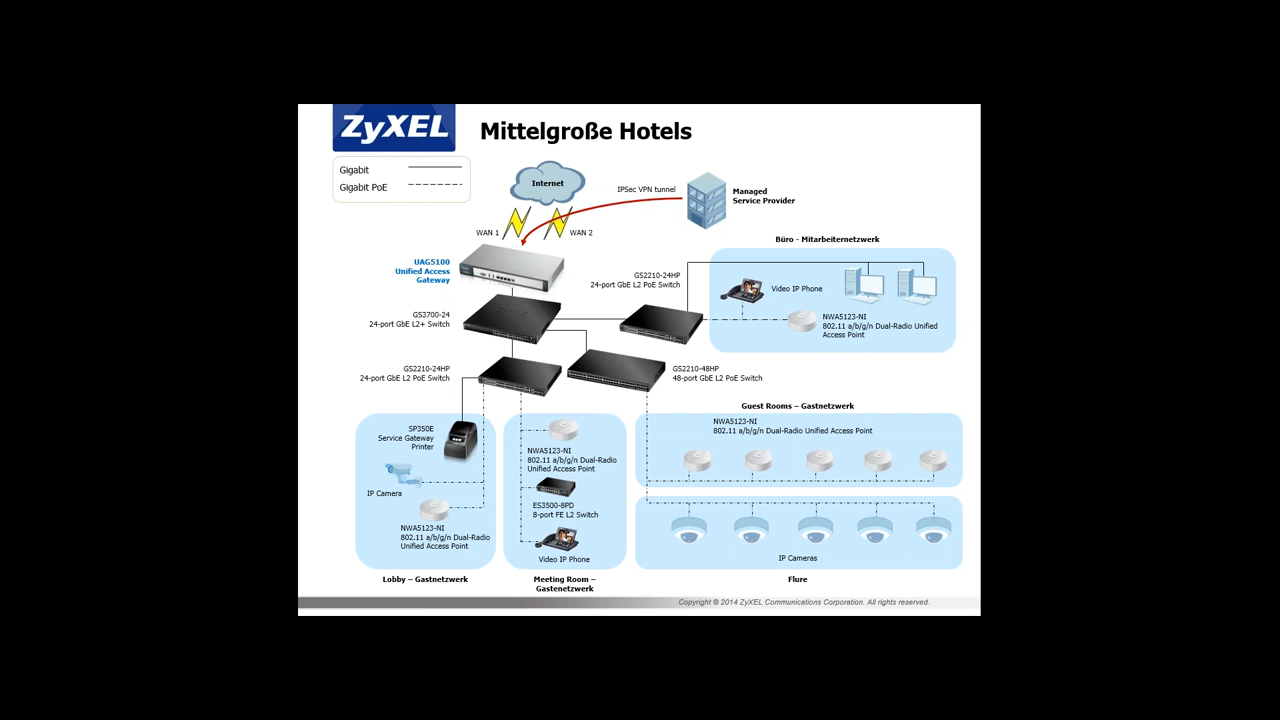 ZyXEL
Mittelgroße Hotels
Gigabit
Gigabit PoE
Internet
IPSec VPN tunnel
Managed
Service Provider
WAN 1
WAN 2
Büro - Mitarbeiternetzwerk
UAG5100
Unified Access
Gateway
GS2210-24HP
24-port GbE L2 PoE Switch
Video IP Phone
NWA5123-NI
802.11 a/b/g/n Dual-Radio Unified
Access Point
GS3700-24
24-port GbE L2+ Switch
GS2210-24HP
24-port GbE L2 PoE Switch
GS2210-48HP
48-port GbE L2 PoE Switch
Guest Rooms – Gastnetzwerk
NWA5123-NI
802.11 a/b/g/n Dual-Radio Unified Access Point
SP350E
Service Gateway
Printer
IP Camera
NWA5123-NI
802.11 a/b/g/n Dual-Radio
Unified Access Point
NWA5123-NI
802.11 a/b/g/n Dual-Radio
Unified Access Point
ES3500-8PD
8-port FE L2 Switch
Video IP Phone
IP Cameras
Lobby – Gastnetzwerk
Meeting Room –
Gastenetzwerk
Flure
Copyright © 2014 ZyXEL Communications Corporation. All rights reserved.